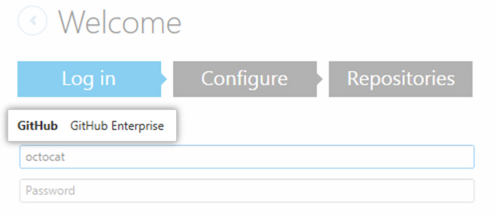 Welcome
Log in Configure Repositories
GitHub GitHub Enterprise
octocat
Password